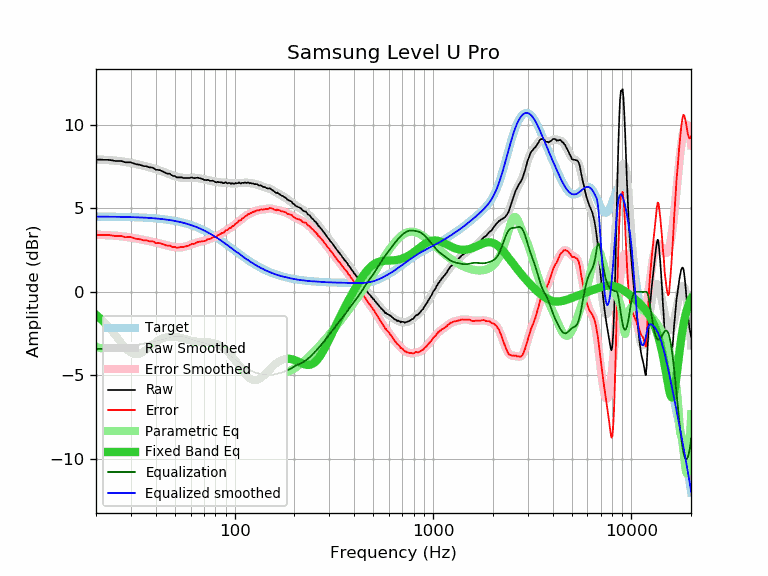 Samsung Level U Pro
Amplitude (dBr)
10
5
0
−5
−10
Target
Raw Smoothed
Error Smoothed
Raw
Error
Parametric Eq
Fixed Band Eq
Equalization
Equalized smoothed
100
1000
10000
Frequency (Hz)